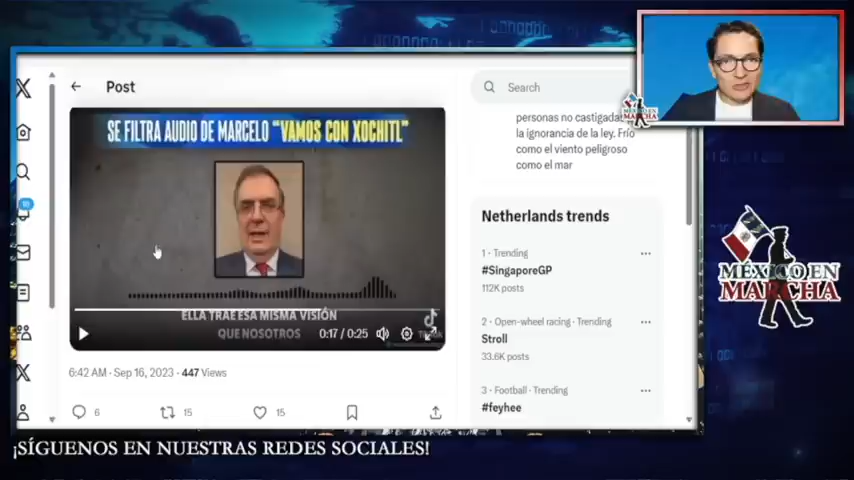 Post
SE FILTRA AUDIO DE MARCELO "VAMOS CON XOCHITL"
ELLA TRAE ESA MISMA VISIÓN
QUE NOSOTROS
0:17 / 0:25
6:42 AM · Sep 16, 2023 · 447 Views
6
15
15
Search
personas no castigadas
la ignorancia de la ley. Frío
como el viento peligroso
como el mar
Netherlands trends
1 · Trending
#SingaporeGP
112K posts
2 · Open-wheel racing · Trending
Stroll
33.6K posts
3 · Football · Trending
#feyhee
MÉXICO EN
MARCHA
MÉXICO EN
MARCHA
¡SÍGUENOS EN NUESTRAS REDES SOCIALES!